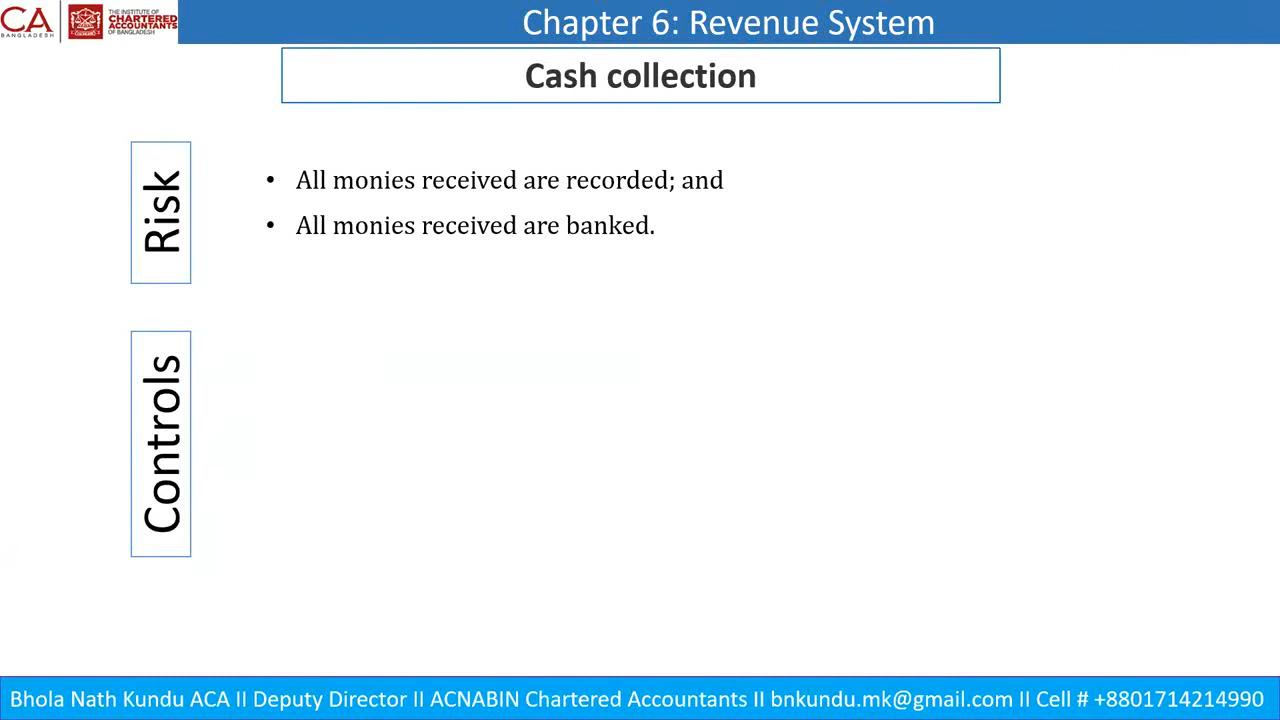 CA
BANGLADESH
THE INSTITUTE OF
CHARTERED
ACCOUNTANTS
OF BANGLADESH
Chapter 6: Revenue System
Cash collection
Risk
• All monies received are recorded; and
• All monies received are banked.
Controls
Bhola Nath Kundu ACA II Deputy Director II ACNABIN Chartered Accountants II bnkundu.mk@gmail.com II Cell # +8801714214990